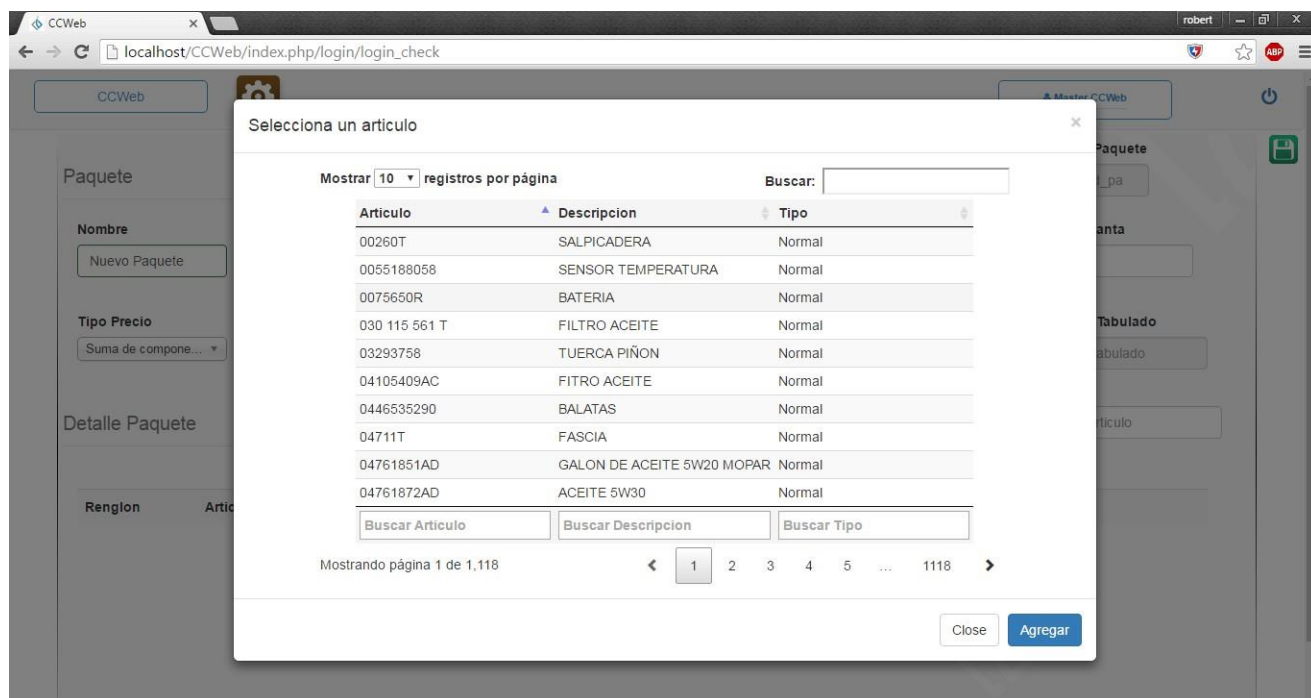 CCWeb
robert
localhost/CCWeb/index.php/login/login_check
ABP
CCWeb
Master CCWeb
Selecciona un articulo
×
Paquete
Paquete
Nombre
Nuevo Paquete
Tipo Precio
Suma de compone...
Tabulado
Detalle Paquete
Renglon
Mostrar 10 registros por página
Buscar:
Articulo Descripcion Tipo
00260T SALPICADERA Normal
0055188058 SENSOR TEMPERATURA Normal
0075650R BATERIA Normal
030 115 561 T FILTRO ACEITE Normal
03293758 TUERCA PIÑON Normal
04105409AC FITRO ACEITE Normal
0446535290 BALATAS Normal
04711T FASCIA Normal
04761851AD GALON DE ACEITE 5W20 MOPAR Normal
04761872AD ACEITE 5W30 Normal
Buscar Articulo Buscar Descripcion Buscar Tipo
Mostrando página 1 de 1,118
1 2 3 4 5 ... 1118
Close Agregar